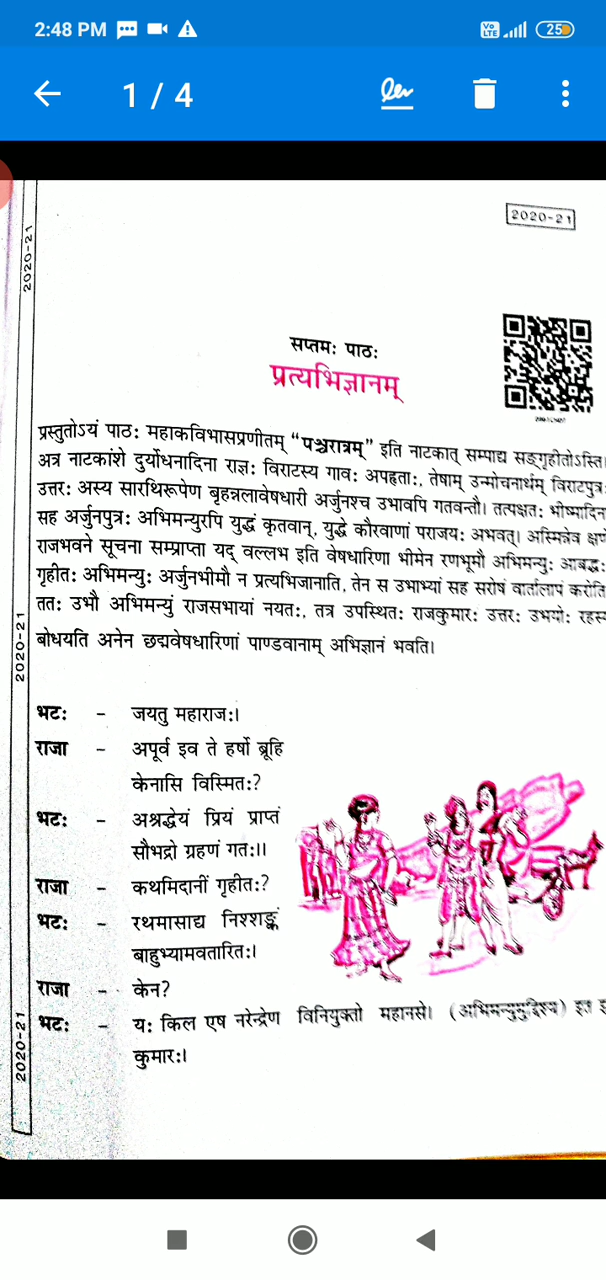 2:48 PM
Vo LTE
25
1 / 4
2020-21
2020-21
सप्तमः पाठः
प्रत्यभिज्ञानम्
प्रस्तुतोऽयं पाठः महाकविभासप्रणीतम् “पञ्चरात्रम्” इति नाटकात् सम्पाद्य सङ्गृहीतोऽस्ति।
अत्र नाटकांशे दुर्योधनादिना राज्ञः विराटस्य गावः अपहृताः, तेषाम् उन्मोचनार्थम् विराटपुत्रः
उत्तरः अस्य सारथिरूपेण बृहन्नलावेषधारी अर्जुनश्च उभावपि गतवन्तौ। तत्पक्षतः भीष्मादिन
सह अर्जुनपुत्रः अभिमन्युरपि युद्धं कृतवान्, युद्धे कौरवाणां पराजयः अभवत्। अस्मिन्नेव क्षणे
राजभवने सूचना सम्प्राप्ता यद् वल्लभ इति वेषधारिणा भीमेन रणभूमौ अभिमन्युः आबद्धः
गृहीतः अभिमन्युः अर्जुनभीमौ न प्रत्यभिजानाति, तेन स उभाभ्यां सह सरोषं वार्तालापं करोति
ततः उभौ अभिमन्युं राजसभायां नयतः, तत्र उपस्थितः राजकुमारः उत्तरः उभयोः रहस्य
बोधयति अनेन छद्मवेषधारिणां पाण्डवानाम् अभिज्ञानं भवति।
2020-21
भटः - जयतु महाराजः।
राजा - अपूर्व इव ते हर्षो ब्रूहि
केनासि विस्मितः?
भटः - अश्रद्धेयं प्रियं प्राप्तं
सौभद्रो ग्रहणं गतः।।
राजा - कथमिदानीं गृहीतः?
भटः - रथमासाद्य निश्शङ्कं
बाहुभ्यामवतारितः।
राजा - केन?
भटः - यः किल एष नरेन्द्रेण विनियुक्तो महानसे। (अभिमन्युमुद्दिश्य) इत इ
कुमारः।
2020-21